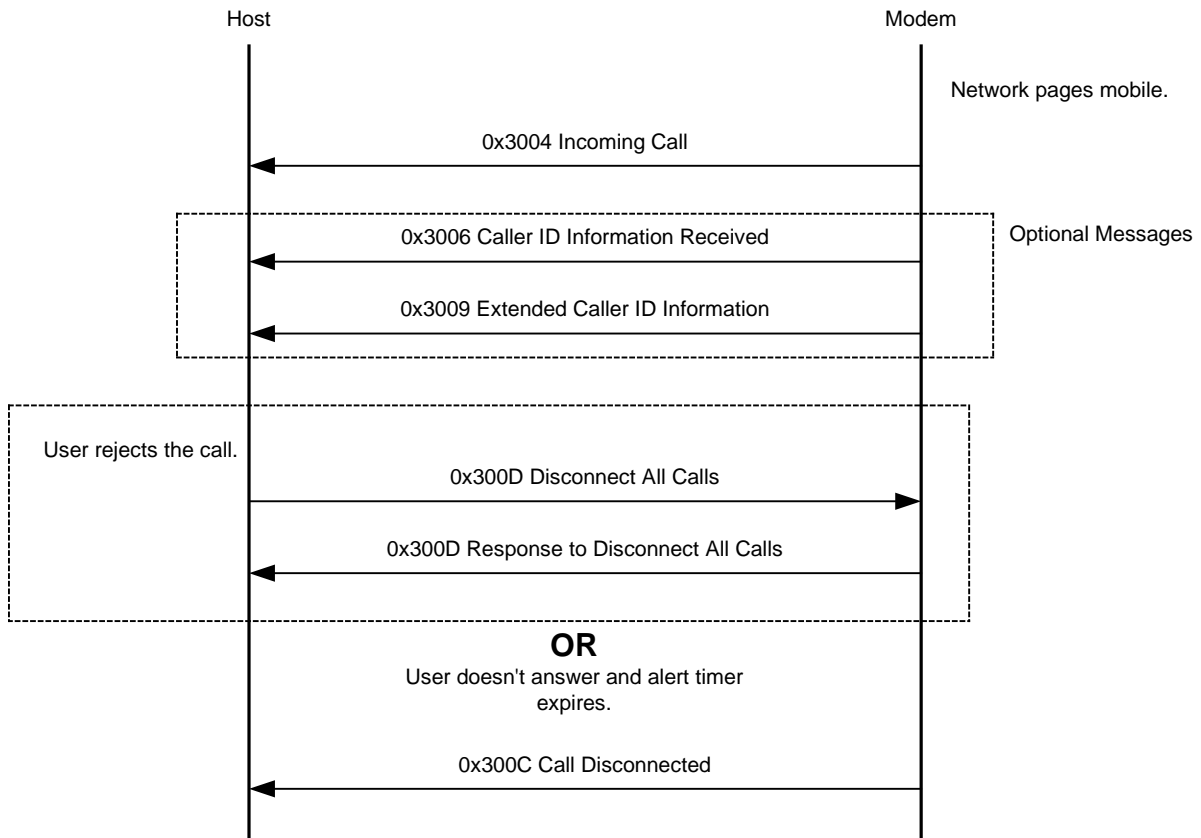 Host
Modem
Network pages mobile.
0x3004 Incoming Call
0x3006 Caller ID Information Received
Optional Messages
0x3009 Extended Caller ID Information
User rejects the call.
0x300D Disconnect All Calls
0x300D Response to Disconnect All Calls
OR
User doesn't answer and alert timer
expires.
0x300C Call Disconnected